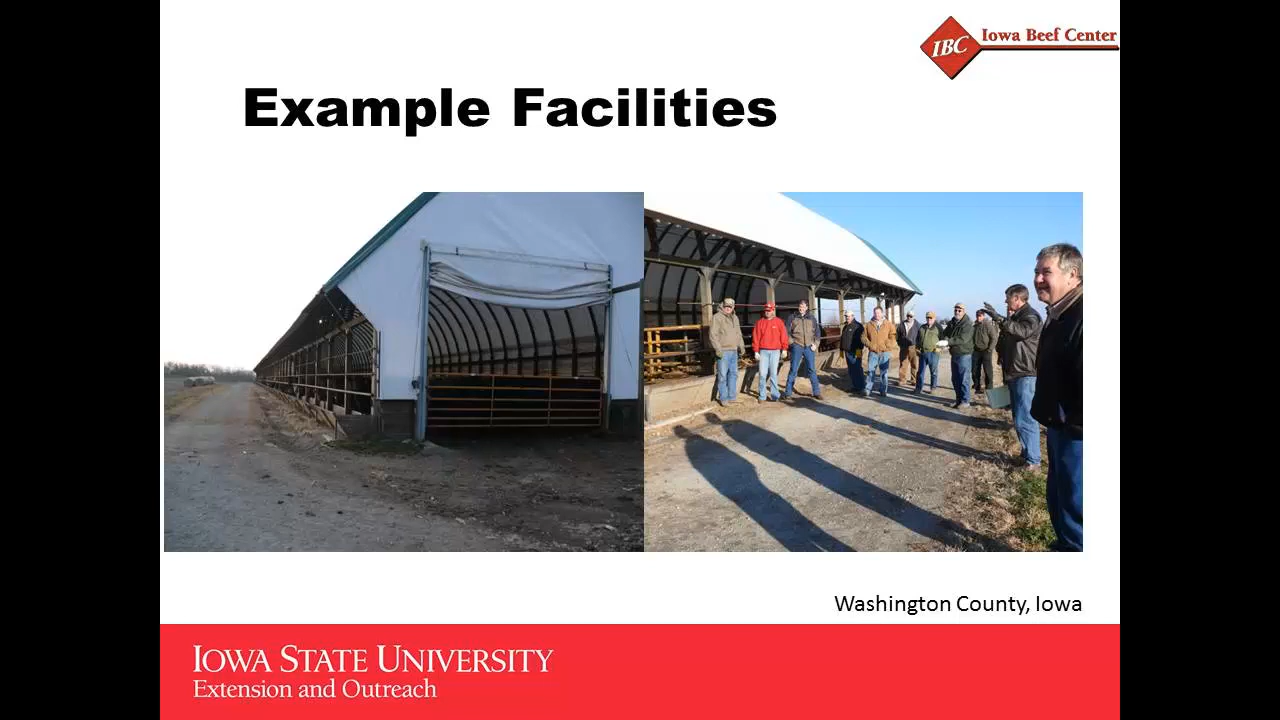 IBC
Iowa Beef Center
Example Facilities
Washington County, Iowa
IOWA STATE UNIVERSITY
Extension and Outreach